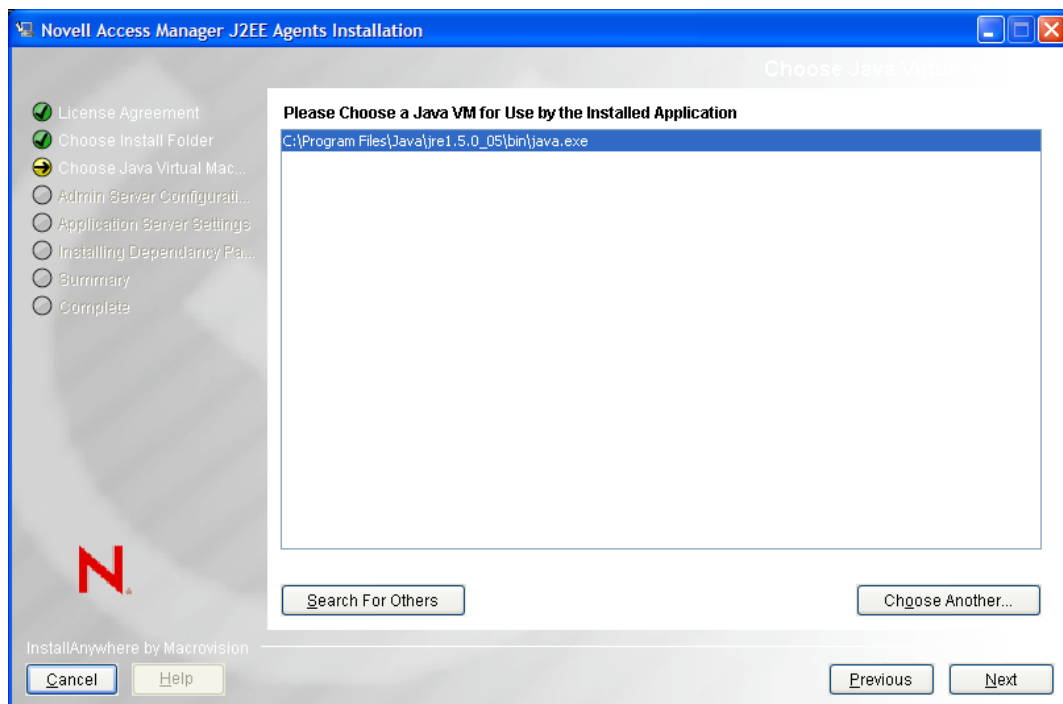 Novell Access Manager J2EE Agents Installation
Choose Java Virtual
License Agreement
Choose Install Folder
Choose Java Virtual Mac...
Admin Server Configurati...
Application Server Settings
Installing Dependancy Pa...
Summary
Complete
Please Choose a Java VM for Use by the Installed Application
C:\Program Files\Java\jre1.5.0_05\bin\java.exe
N
Search For Others
Choose Another...
InstallAnywhere by Macrovision
Cancel
Help
Previous
Next